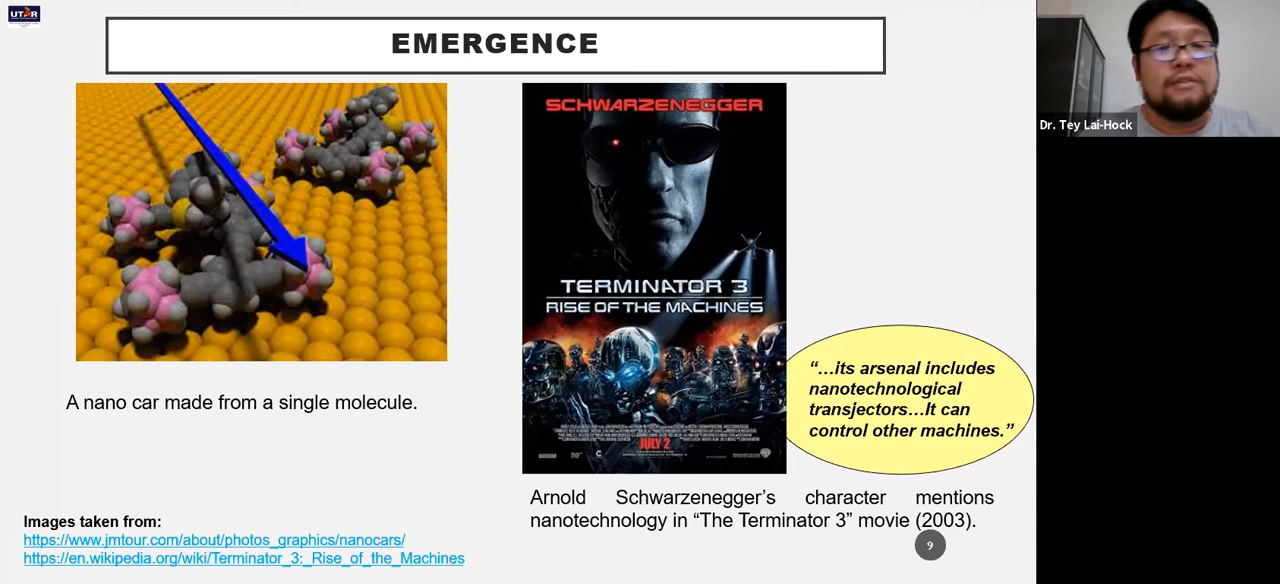 UTAR
EMERGENCE
SCHWARZENEGGER
TERMINATOR 3
RISE OF THE MACHINES
JULY 2
“…its arsenal includes
nanotechnological
transjectors…It can
control other machines.”
A nano car made from a single molecule.
Arnold Schwarzenegger’s character mentions
nanotechnology in “The Terminator 3” movie (2003).
Images taken from:
https://www.jmtour.com/about/photos_graphics/nanocars/
https://en.wikipedia.org/wiki/Terminator_3:_Rise_of_the_Machines
9
Dr. Tey Lai-Hock